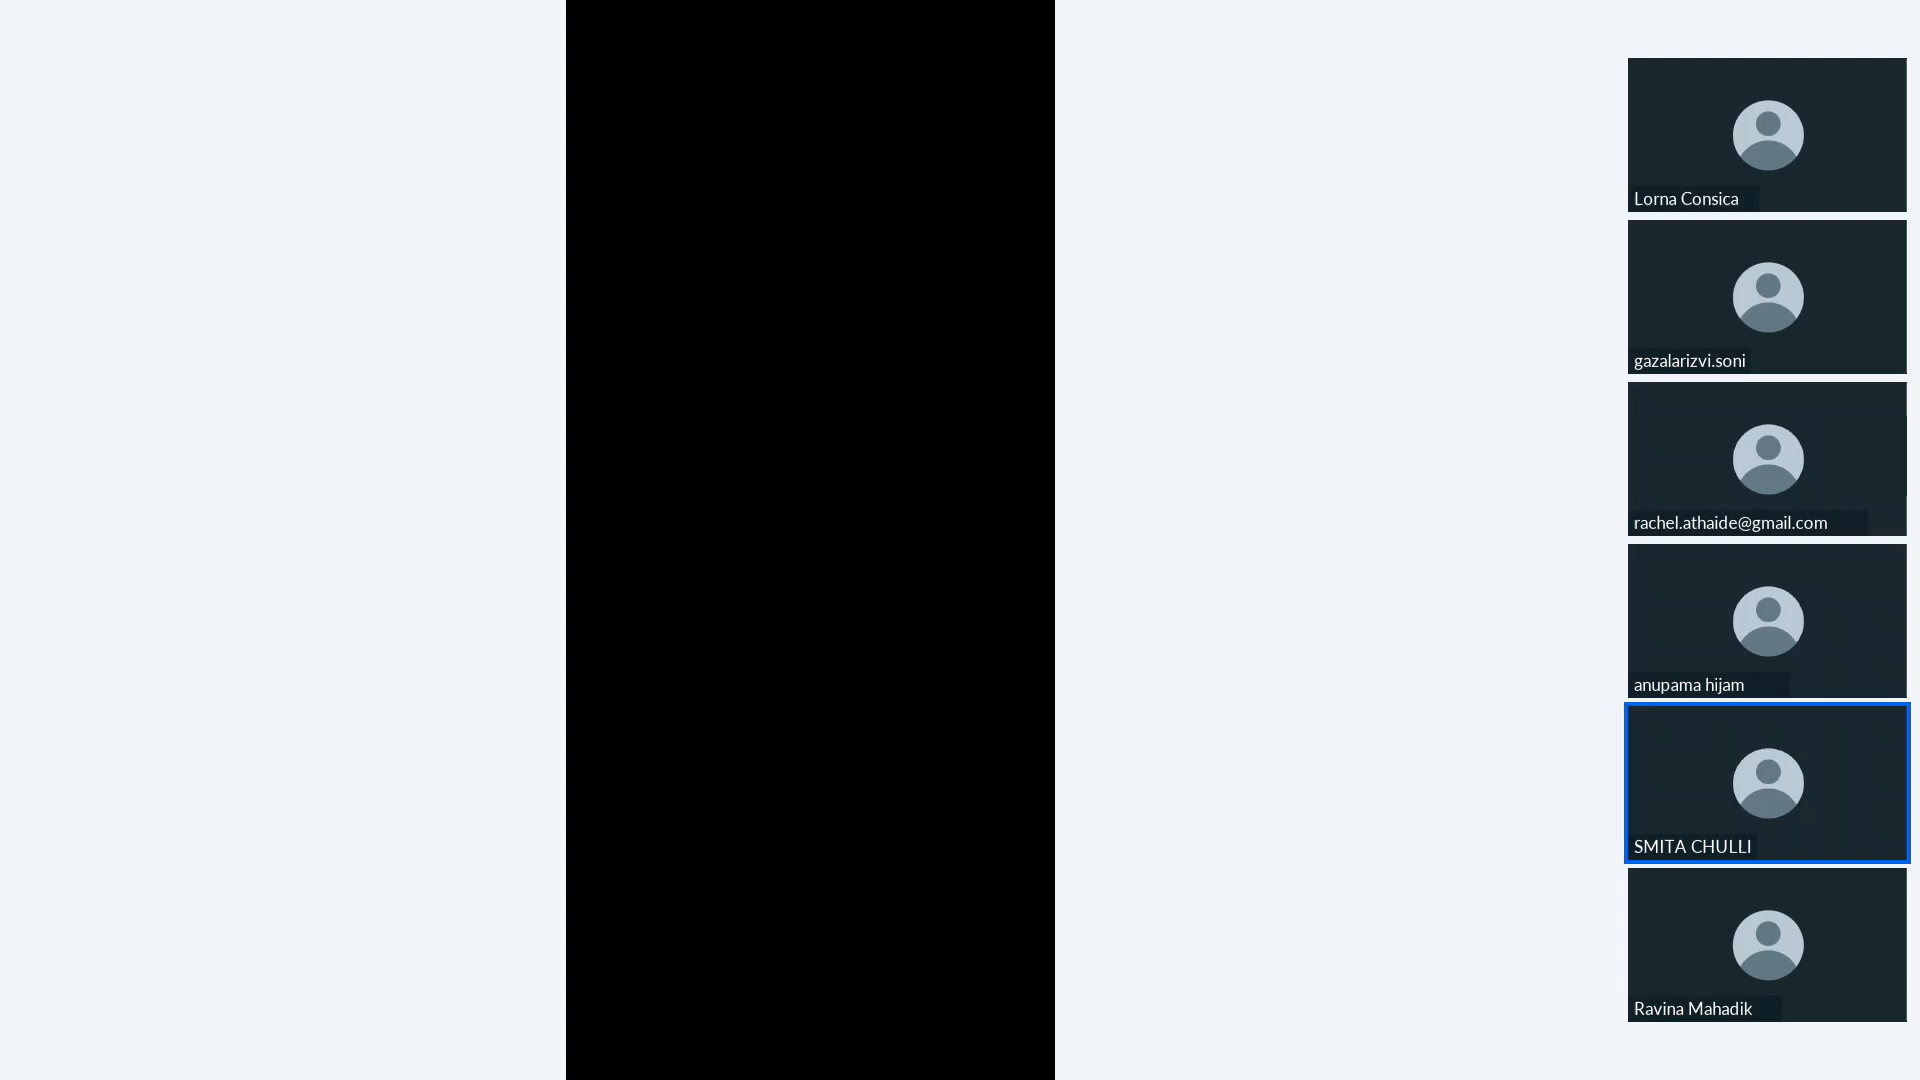 Lorna Consica
gazalarizvi.soni
rachel.athaide@gmail.com
anupama hijam
SMITA CHULLI
Ravina Mahadik